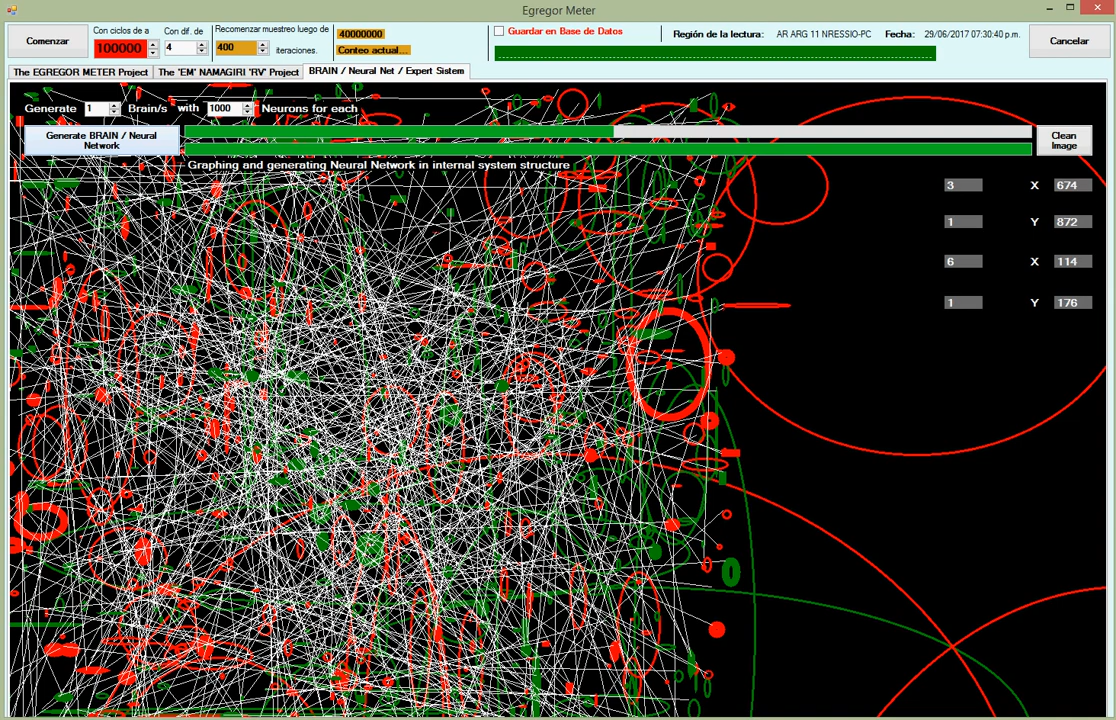 Egregor Meter
Comenzar
Con ciclos de a
100000
Con dif. de
4
Recomenzar muestreo luego de
400
iteraciones.
40000000
Conteo actual...
Guardar en Base de Datos
Región de la lectura: AR ARG 11 NRESSIO-PC Fecha: 29/06/2017 07:30:40 p.m.
Cancelar
The EGREGOR METER Project
The 'EM' NAMAGIRI 'RV' Project
BRAIN / Neural Net / Expert Sistem
Generate 1 Brain/s with 1000 Neurons for each
Generate BRAIN / Neural
Network
Clean
Image
Graphing and generating Neural Network in internal system structure
3 X 674
1 Y 872
6 X 114
1 Y 176